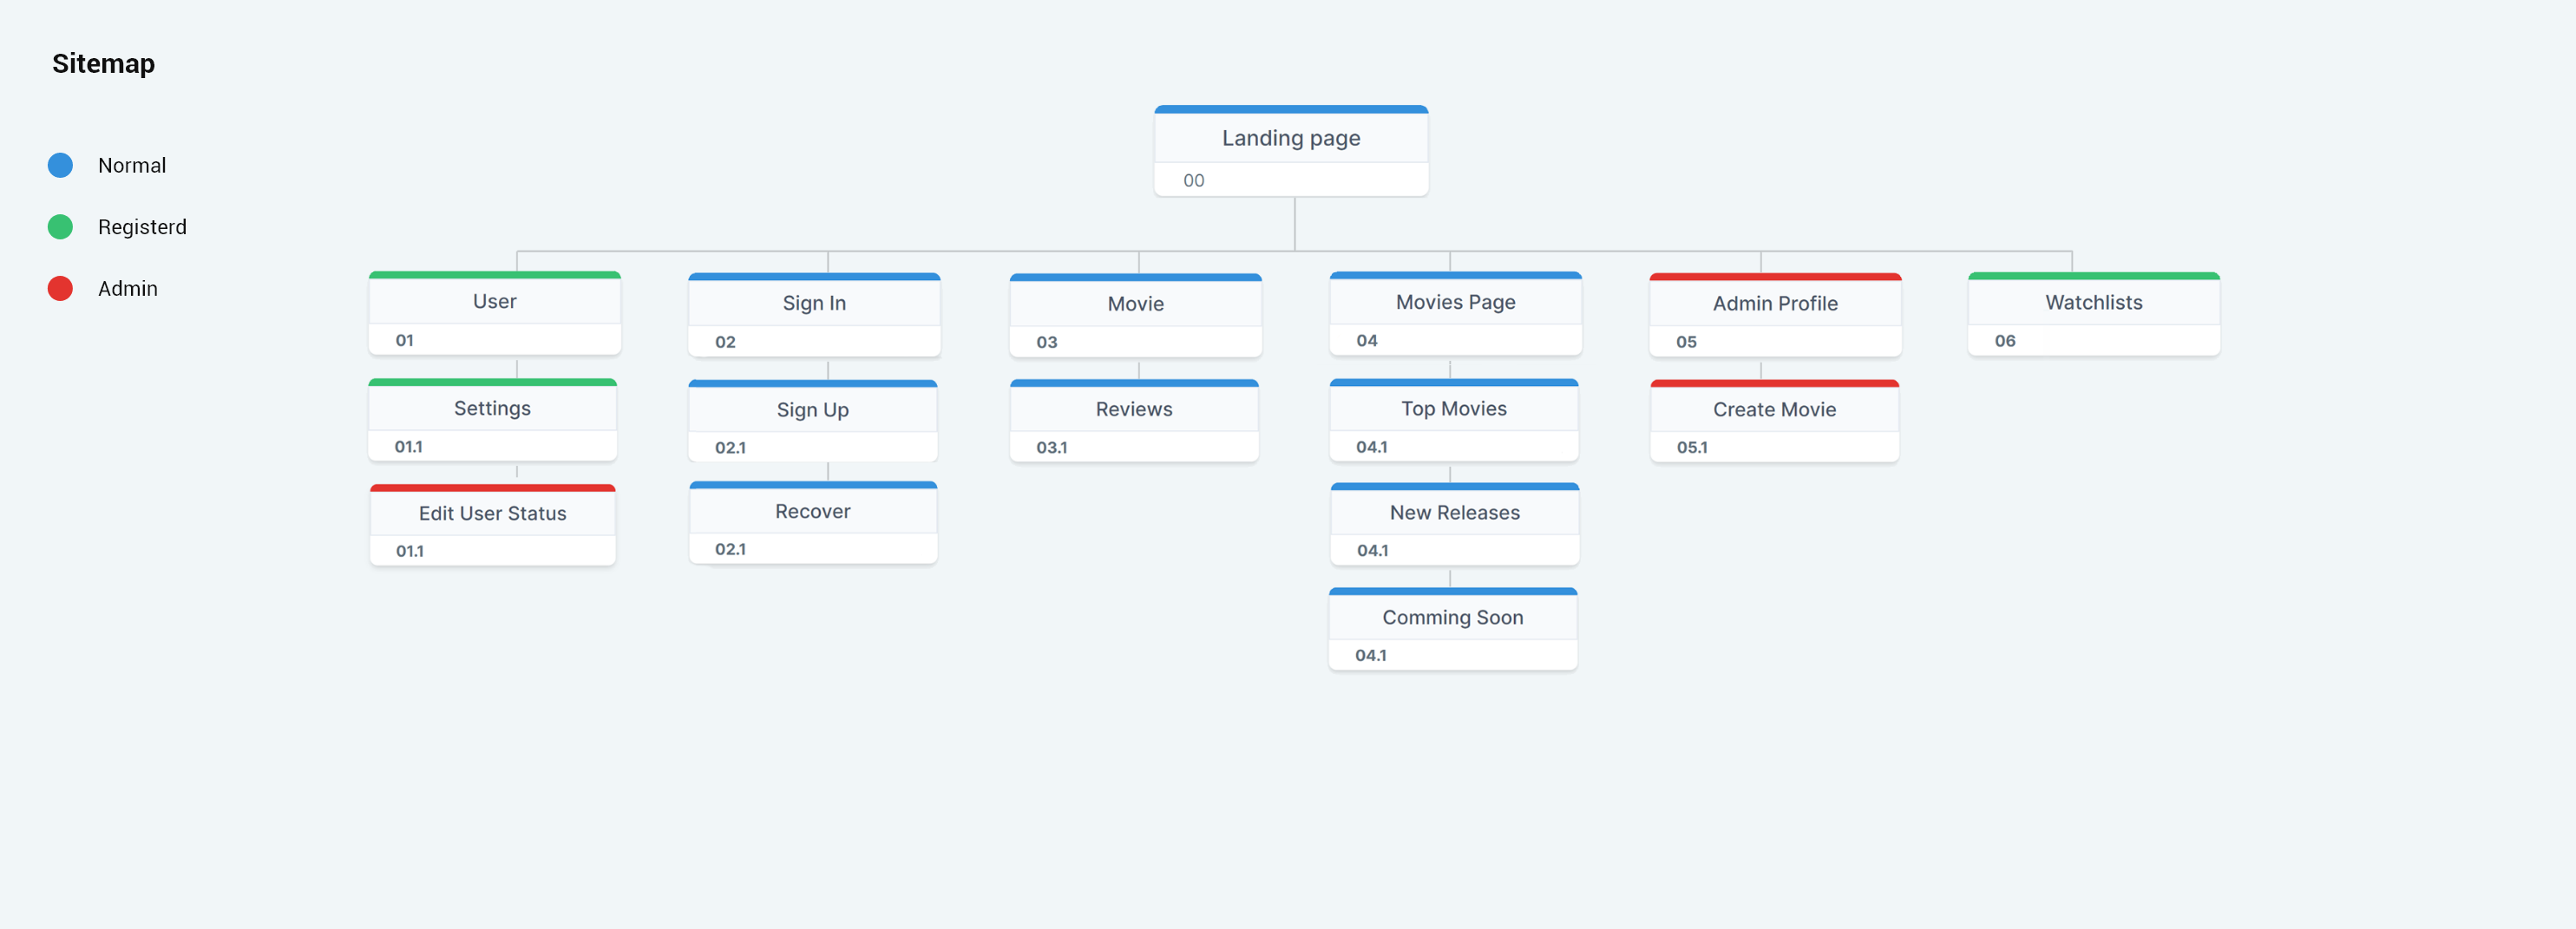 Sitemap
Normal
Registerd
Admin
Landing page
00
User
01
Settings
01.1
Edit User Status
01.1
Sign In
02
Sign Up
02.1
Recover
02.1
Movie
03
Reviews
03.1
Movies Page
04
Top Movies
04.1
New Releases
04.1
Comming Soon
04.1
Admin Profile
05
Create Movie
05.1
Watchlists
06